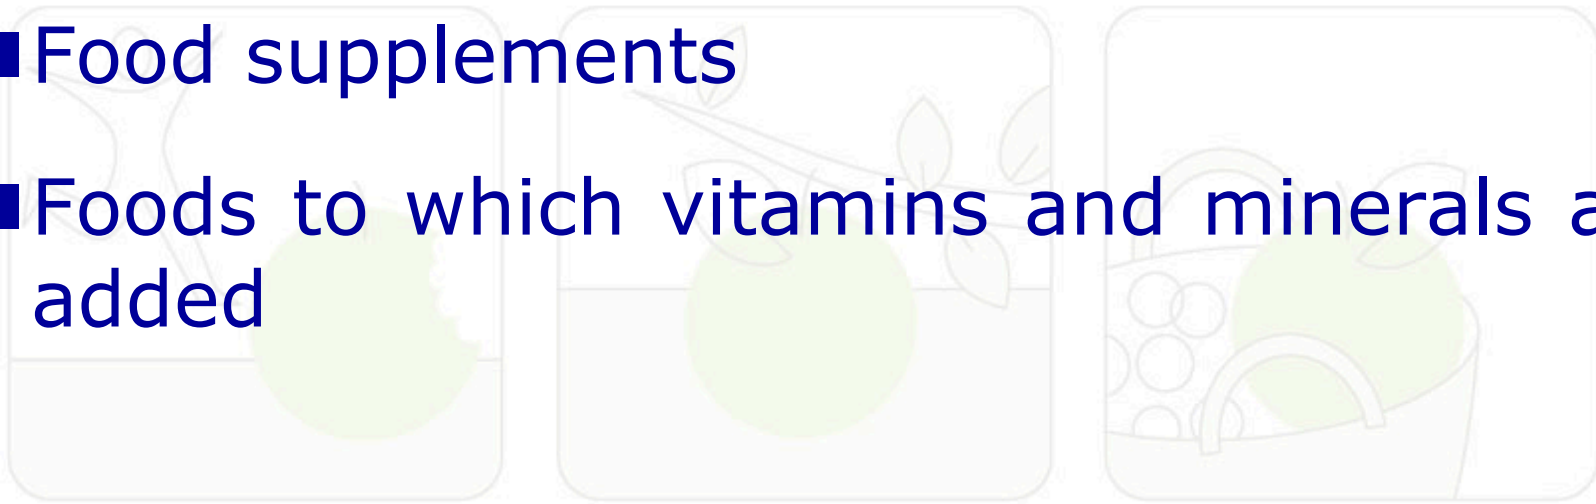 Food supplements
Foods to which vitamins and minerals
added